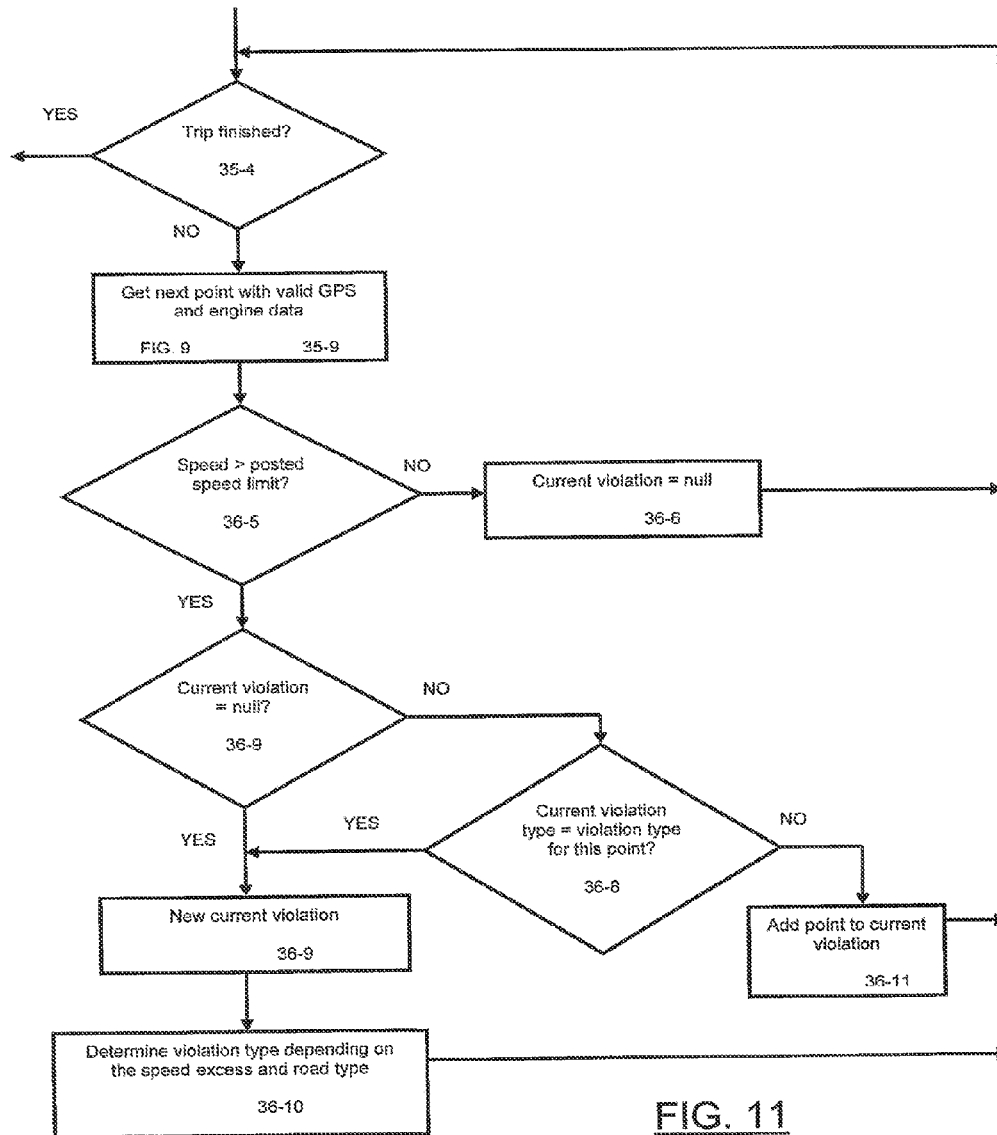 YES
Trip finished?
35-4
NO
Get next point with valid GPS
and engine data
FIG. 9 35-9
Speed > posted
speed limit?
36-5
NO
Current violation = null
36-6
YES
Current violation
= null?
36-9
NO
YES
Current violation
type = violation type
for this point?
36-8
YES
NO
New current violation
36-9
Add point to current
violation
36-11
Determine violation type depending on
the speed excess and road type
36-10
FIG. 11